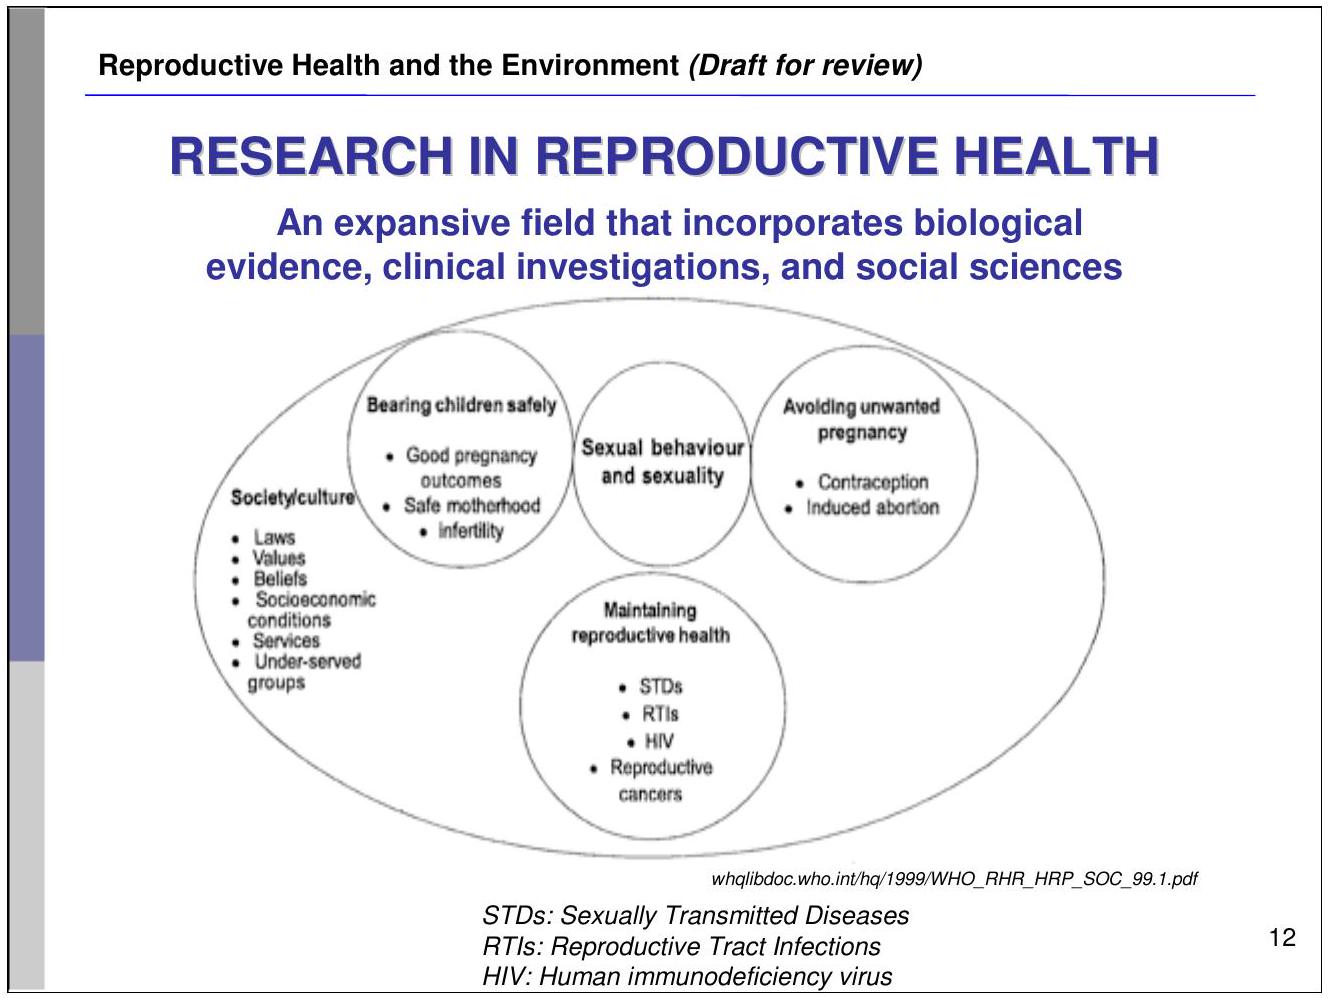 Reproductive Health and the Environment (Draft for review)
RESEARCH IN REPRODUCTIVE HEALTH
An expansive field that incorporates biological
evidence, clinical investigations, and social sciences
Bearing children safely
• Good pregnancy
outcomes
• Safe motherhood
• infertility
Sexual behaviour
and sexuality
Avoiding unwanted
pregnancy
• Contraception
• Induced abortion
Society/culture
• Laws
• Values
• Beliefs
• Socioeconomic
conditions
• Services
• Under-served
groups
Maintaining
reproductive health
• STDs
• RTIs
• HIV
• Reproductive
cancers
whqlibdoc.who.int/hq/1999/WHO_RHR_HRP_SOC_99.1.pdf
STDs: Sexually Transmitted Diseases
RTIs: Reproductive Tract Infections
HIV: Human immunodeficiency virus
12